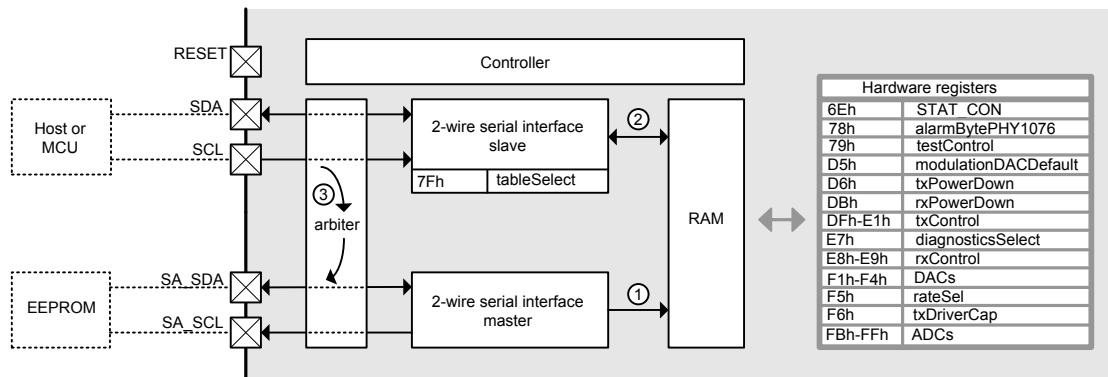 RESET
Controller
Hardware registers
6Eh STAT_CON
78h alarmBytePHY1076
79h testControl
D5h modulationDACDefault
D6h txPowerDown
DBh rxPowerDown
DFh-E1h txControl
E7h diagnosticsSelect
E8h-E9h rxControl
F1h-F4h DACs
F5h rateSel
F6h txDriverCap
FBh-FFh ADCs
Host or
MCU
SDA
SCL
2-wire serial interface
slave
7Fh tableSelect
2
3
arbiter
RAM
EEPROM
SA_SDA
SA_SCL
2-wire serial interface
master
1